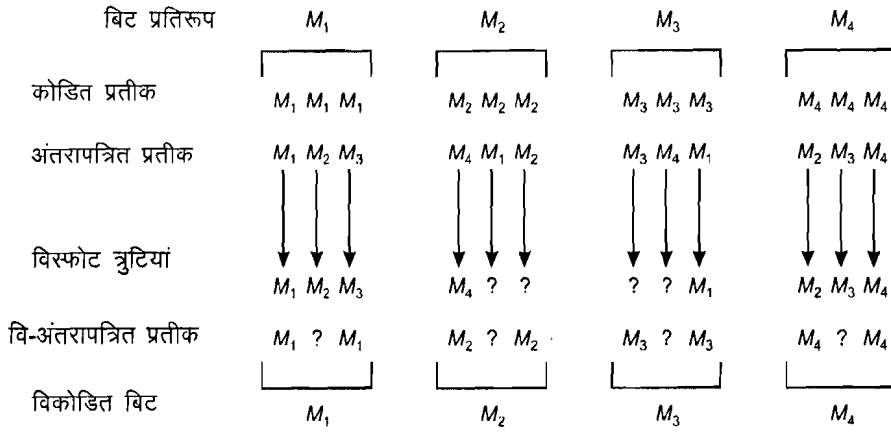 बिट प्रतिरूप M₁ M₂ M₃ M₄
कोडित प्रतीक M₁ M₁ M₁ M₂ M₂ M₂ M₃ M₃ M₃ M₄ M₄ M₄
अंतरापत्रित प्रतीक M₁ M₂ M₃ M₄ M₁ M₂ M₃ M₄ M₁ M₂ M₃ M₄
विस्फोट त्रुटियां M₁ M₂ M₃ M₄ ? ? ? ? M₁ M₂ M₃ M₄
वि-अंतरापत्रित प्रतीक M₁ ? M₁ M₂ ? M₂ M₃ ? M₃ M₄ ? M₄
विकोडित बिट M₁ M₂ M₃ M₄